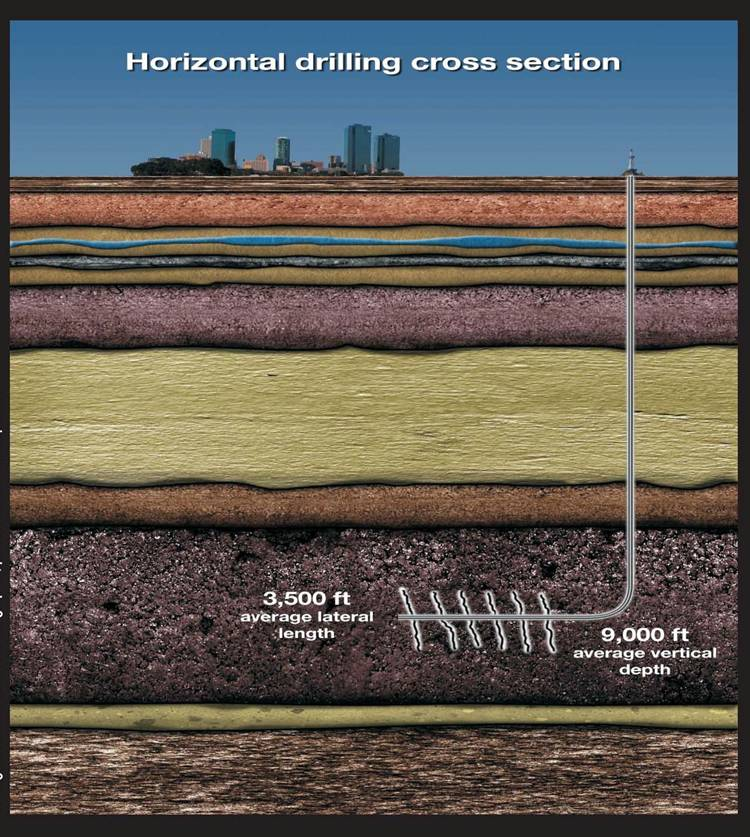 Horizontal drilling cross section
3,500 ft
average lateral
length
9,000 ft
average vertical
depth